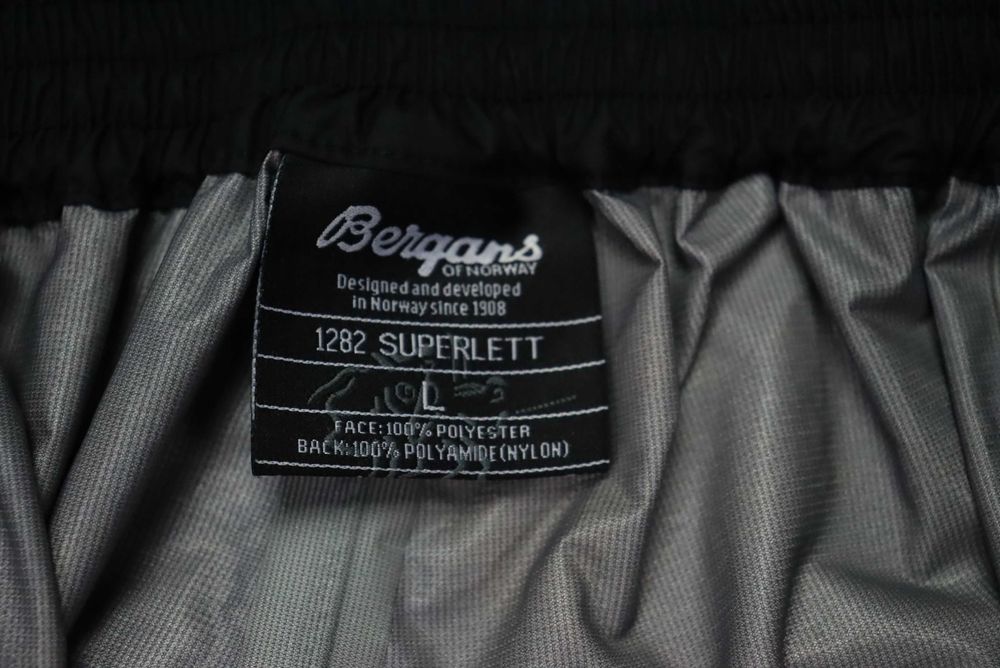 Bergans
OF NORWAY
Designed and developed
in Norway since 1908
1282 SUPERLETT
L
FACE:100% POLYESTER
BACK:100% POLYAMIDE(NYLON)